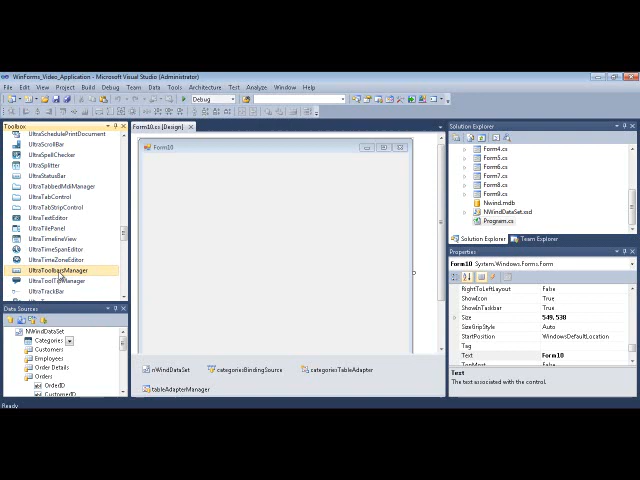 WinForms_Video_Application - Microsoft Visual Studio (Administrator)
File Edit View Project Build Debug Team Data Tools Architecture Test Analyze Window Help
Debug
Toolbox
UltraSchedulePrintDocument
UltraScrollBar
UltraSpellChecker
UltraSplitter
UltraStatusBar
UltraTabbedMdiManager
UltraTabControl
UltraTabStripControl
UltraTextEditor
UltraTilePanel
UltraTimelineView
UltraTimeSpanEditor
UltraTimeZoneEditor
UltraToolbarsManager
UltraToolTipManager
UltraTrackBar
Data Sources
NWindDataSet
Categories
Customers
Employees
Order Details
Orders
OrderID
CustomerID
Form10.cs [Design]
Form10
nWindDataSet
categoriesBindingSource
categoriesTableAdapter
tableAdapterManager
Solution Explorer
Form4.cs
Form5.cs
Form6.cs
Form7.cs
Form8.cs
Form9.cs
Nwind.mdb
NWindDataSet.xsd
Program.cs
Solution Explorer Team Explorer
Properties
Form10 System.Windows.Forms.Form
RightToLeftLayout False
ShowIcon True
ShowInTaskbar True
Size 549, 538
SizeGripStyle Auto
StartPosition WindowsDefaultLocation
Tag
Text Form10
TopMost False
Text
The text associated with the control.
Ready